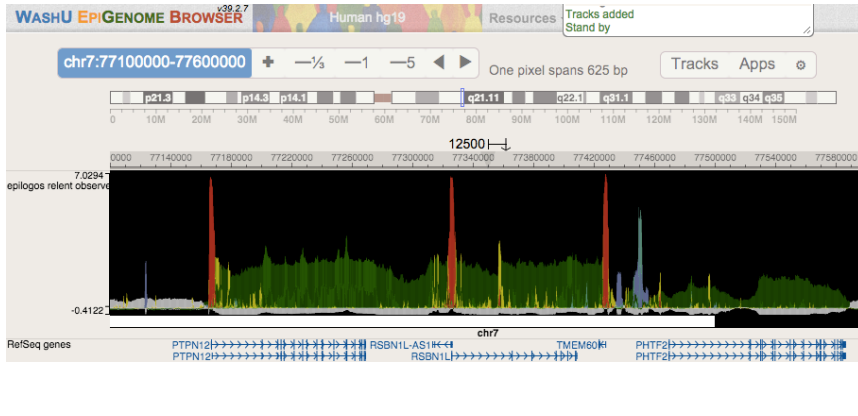 v39.2.7
WASHU EPIGENOME BROWSER
Human hg19
Resources
Tracks added
Stand by
chr7:77100000-77600000
+ —⅓ —1 —5
One pixel spans 625 bp
Tracks Apps
p21.3 p14.3 p14.1 q21.11 q22.1 q31.1 q33 q34 q35
0 10M 20M 30M 40M 50M 60M 70M 80M 90M 100M 110M 120M 130M 140M 150M
12500
0000 77140000 77180000 77220000 77260000 77300000 77340000 77380000 77420000 77460000 77500000 77540000 77580000
7.0294
epilogos relent observe
-0.4122
chr7
RefSeq genes
PTPN12 RSBN1L-AS1 TMEM60 PHTF2
PTPN12 RSBN1L PHTF2